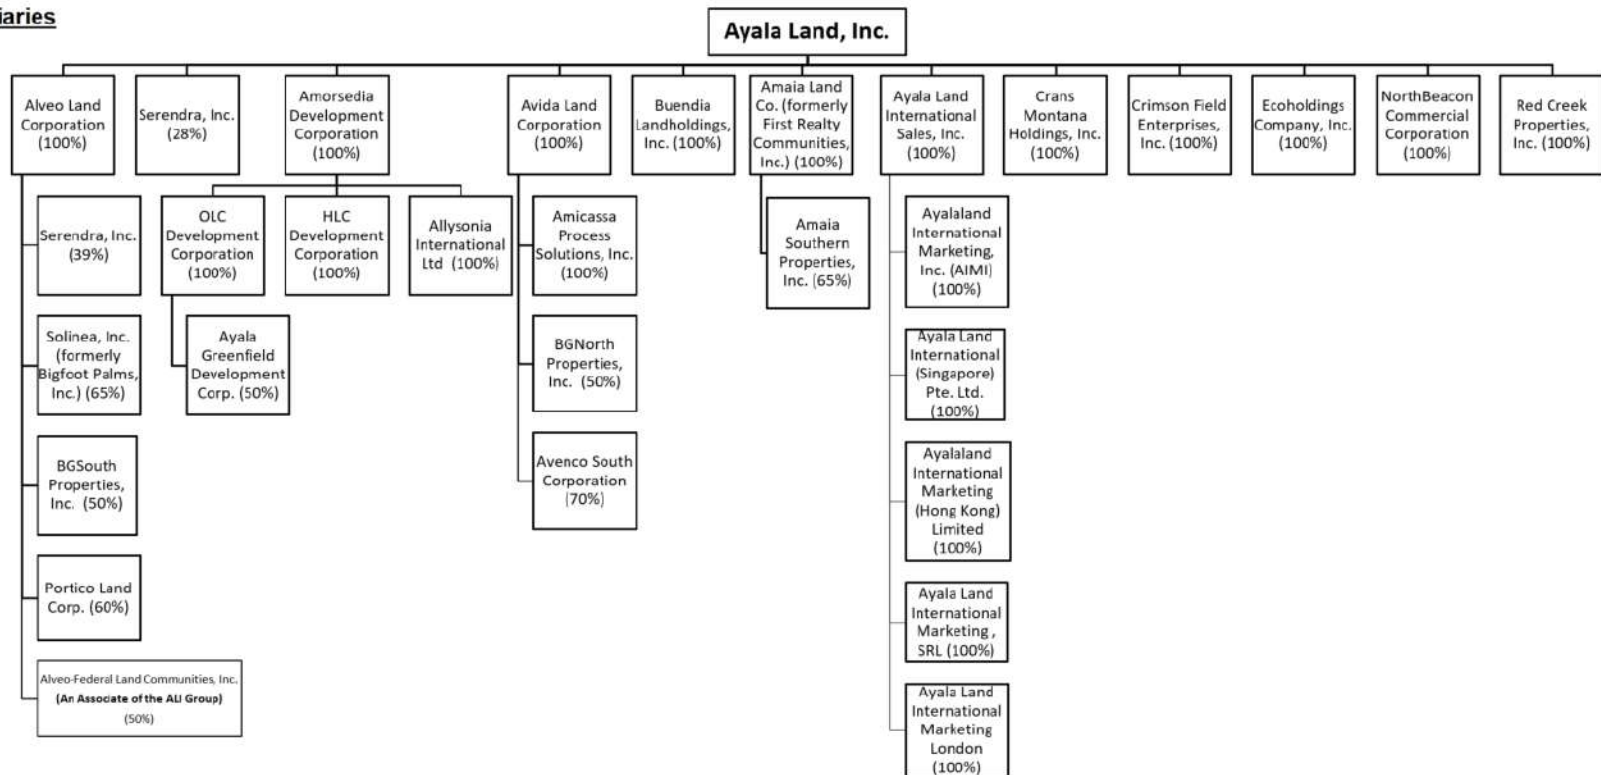 iaries
Ayala Land, Inc.
Alveo Land
Corporation
(100%)
Serendra, Inc.
(28%)
Amorsedia
Development
Corporation
(100%)
Avida Land
Corporation
(100%)
Buendia
Landholdings,
Inc. (100%)
Amaia Land
Co. (formerly
First Realty
Communities,
Inc.) (100%)
Ayala Land
International
Sales, Inc.
(100%)
Crans
Montana
Holdings, Inc.
(100%)
Crimson Field
Enterprises,
Inc. (100%)
Ecoholdings
Company, Inc.
(100%)
NorthBeacon
Commercial
Corporation
(100%)
Red Creek
Properties,
Inc. (100%)
Serendra, Inc.
(39%)
OLC
Development
Corporation
(100%)
HLC
Development
Corporation
(100%)
Allysonia
International
Ltd (100%)
Amicassa
Process
Solutions, Inc.
(100%)
Amaia
Southern
Properties,
Inc. (65%)
Ayalaland
International
Marketing,
Inc. (AIMI)
(100%)
Solinea, Inc.
(formerly
Bigfoot Palms,
Inc.) (65%)
Ayala
Greenfield
Development
Corp. (50%)
BGNorth
Properties,
Inc. (50%)
Ayala Land
International
(Singapore)
Pte. Ltd.
(100%)
BGSouth
Properties,
Inc. (50%)
Avenco South
Corporation
(70%)
Ayalaland
International
Marketing
(Hong Kong)
Limited
(100%)
Portico Land
Corp. (60%)
Ayala Land
International
Marketing ,
SRL (100%)
Alveo-Federal Land Communities, Inc.
(An Associate of the ALI Group)
(50%)
Ayala Land
International
Marketing
London
(100%)